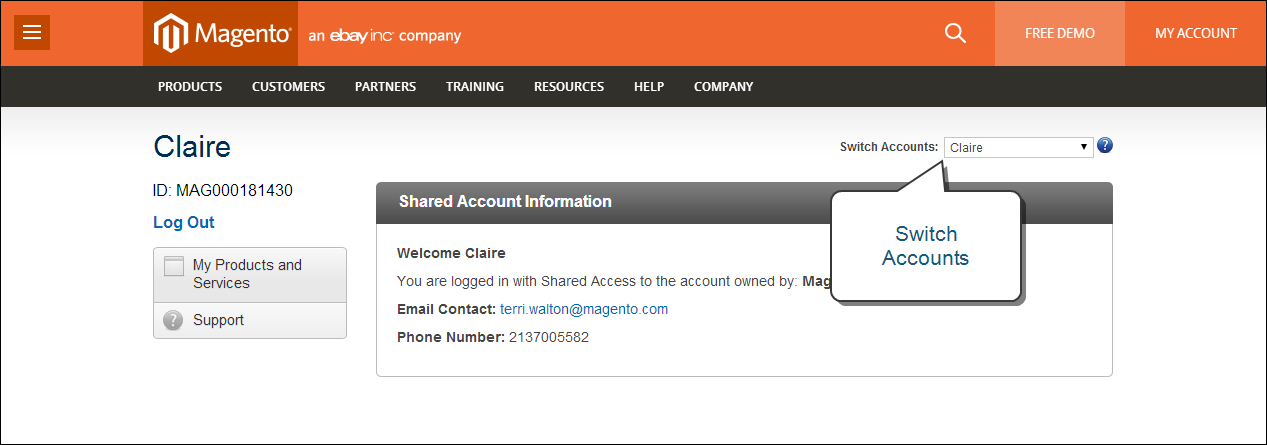 Magento®
an ebay inc company
FREE DEMO
MY ACCOUNT
PRODUCTS CUSTOMERS PARTNERS TRAINING RESOURCES HELP COMPANY
Claire
Switch Accounts: Claire
?
ID: MAG000181430
Log Out
My Products and
Services
? Support
Shared Account Information
Welcome Claire
You are logged in with Shared Access to the account owned by:
Email Contact: terri.walton@magento.com
Phone Number: 2137005582
Switch
Accounts